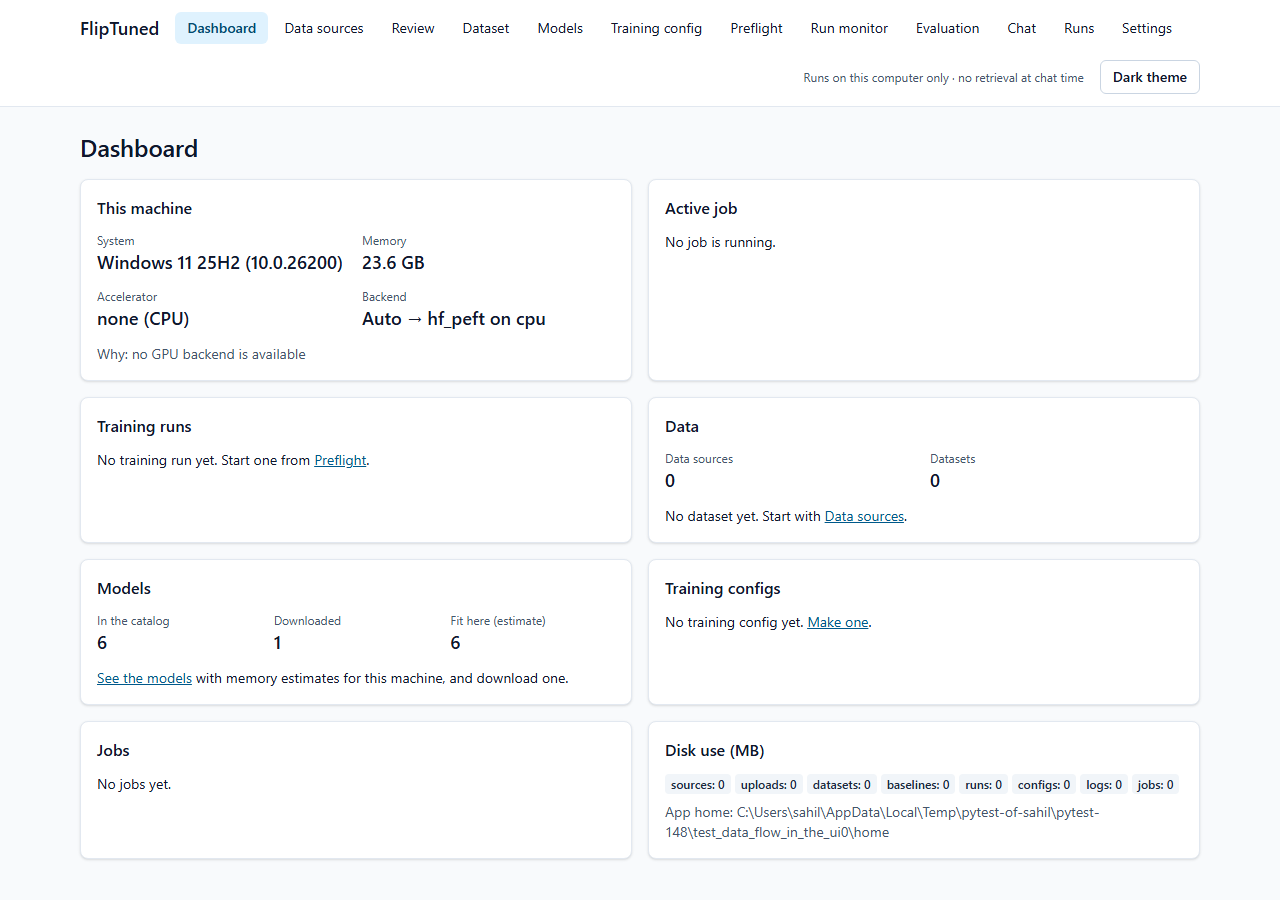 FlipTuned Dashboard Data sources Review Dataset Models Training config Preflight Run monitor Evaluation Chat Runs Settings
Runs on this computer only · no retrieval at chat time Dark theme
Dashboard
This machine
System Memory
Windows 11 25H2 (10.0.26200) 23.6 GB
Accelerator Backend
none (CPU) Auto → hf_peft on cpu
Why: no GPU backend is available
Active job
No job is running.
Training runs
No training run yet. Start one from Preflight.
Data
Data sources Datasets
0 0
No dataset yet. Start with Data sources.
Models
In the catalog Downloaded Fit here (estimate)
6 1 6
See the models with memory estimates for this machine, and download one.
Training configs
No training config yet. Make one.
Jobs
No jobs yet.
Disk use (MB)
sources: 0 uploads: 0 datasets: 0 baselines: 0 runs: 0 configs: 0 logs: 0 jobs: 0
App home: C:\Users\sahil\AppData\Local\Temp\pytest-of-sahil\pytest-
148\test_data_flow_in_the_ui0\home